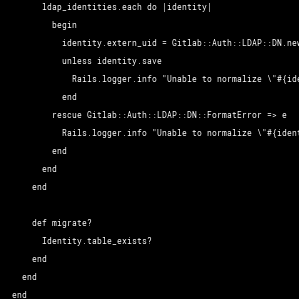 ldap_identities.each do |identity|
begin
identity.extern_uid = Gitlab::Auth::LDAP::DN.new
unless identity.save
Rails.logger.info "Unable to normalize \"#{ide
end
rescue Gitlab::Auth::LDAP::DN::FormatError => e
Rails.logger.info "Unable to normalize \"#{ident
end
end
end
def migrate?
Identity.table_exists?
end
end
end